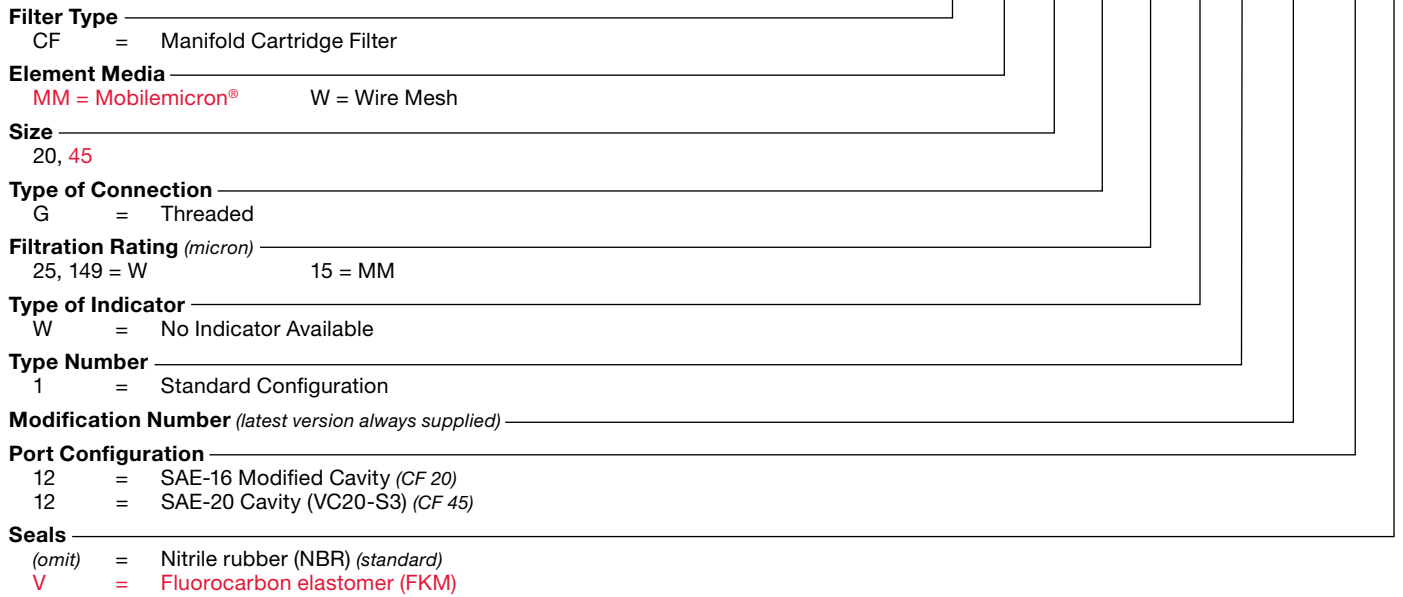 Filter Type
CF = Manifold Cartridge Filter
Element Media
MM = Mobilemicron® W = Wire Mesh
Size
20, 45
Type of Connection
G = Threaded
Filtration Rating (micron)
25, 149 = W 15 = MM
Type of Indicator
W = No Indicator Available
Type Number
1 = Standard Configuration
Modification Number (latest version always supplied)
Port Configuration
12 = SAE-16 Modified Cavity (CF 20)
12 = SAE-20 Cavity (VC20-S3) (CF 45)
Seals
(omit) = Nitrile rubber (NBR) (standard)
V = Fluorocarbon elastomer (FKM)